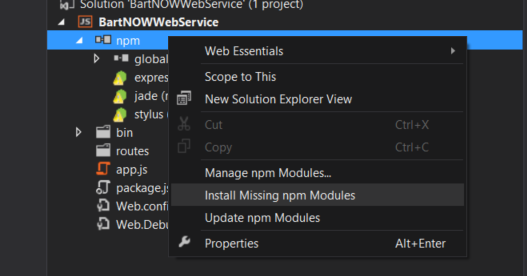 Solution 'BartNOWWebService' (1 project)
BartNOWWebService
npm
global
expres
jade (
stylus
bin
routes
app.js
package.js
Web.confi
Web.Debu
Web Essentials
Scope to This
New Solution Explorer View
Cut Ctrl+X
Copy Ctrl+C
Manage npm Modules...
Install Missing npm Modules
Update npm Modules
Properties Alt+Enter